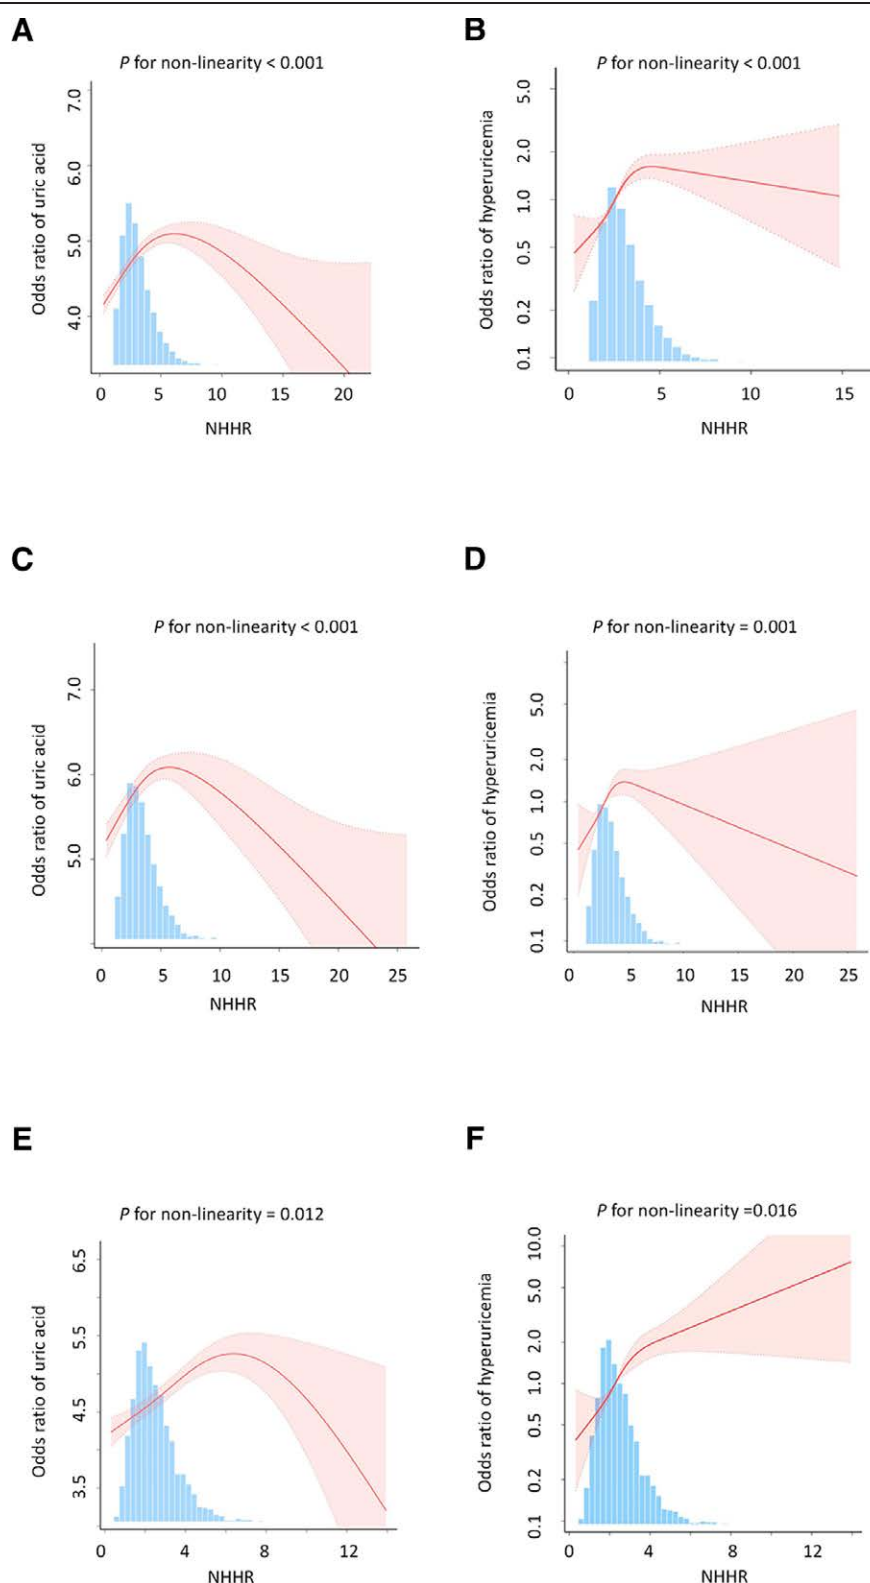 A
P for non-linearity < 0.001
Odds ratio of uric acid
7.0
6.0
5.0
4.0
0 5 10 15 20
NHHR
B
P for non-linearity < 0.001
Odds ratio of hyperuricemia
5.0
2.0
1.0
0.5
0.2
0.1
0 5 10 15
NHHR
C
P for non-linearity < 0.001
Odds ratio of uric acid
7.0
6.0
5.0
0 5 10 15 20 25
NHHR
D
P for non-linearity = 0.001
Odds ratio of hyperuricemia
5.0
2.0
1.0
0.5
0.2
0.1
0 5 10 15 20 25
NHHR
E
P for non-linearity = 0.012
Odds ratio of uric acid
6.5
5.5
4.5
3.5
0 4 8 12
NHHR
F
P for non-linearity =0.016
Odds ratio of hyperuricemia
10.0
5.0
2.0
1.0
0.5
0.2
0.1
0 4 8 12
NHHR